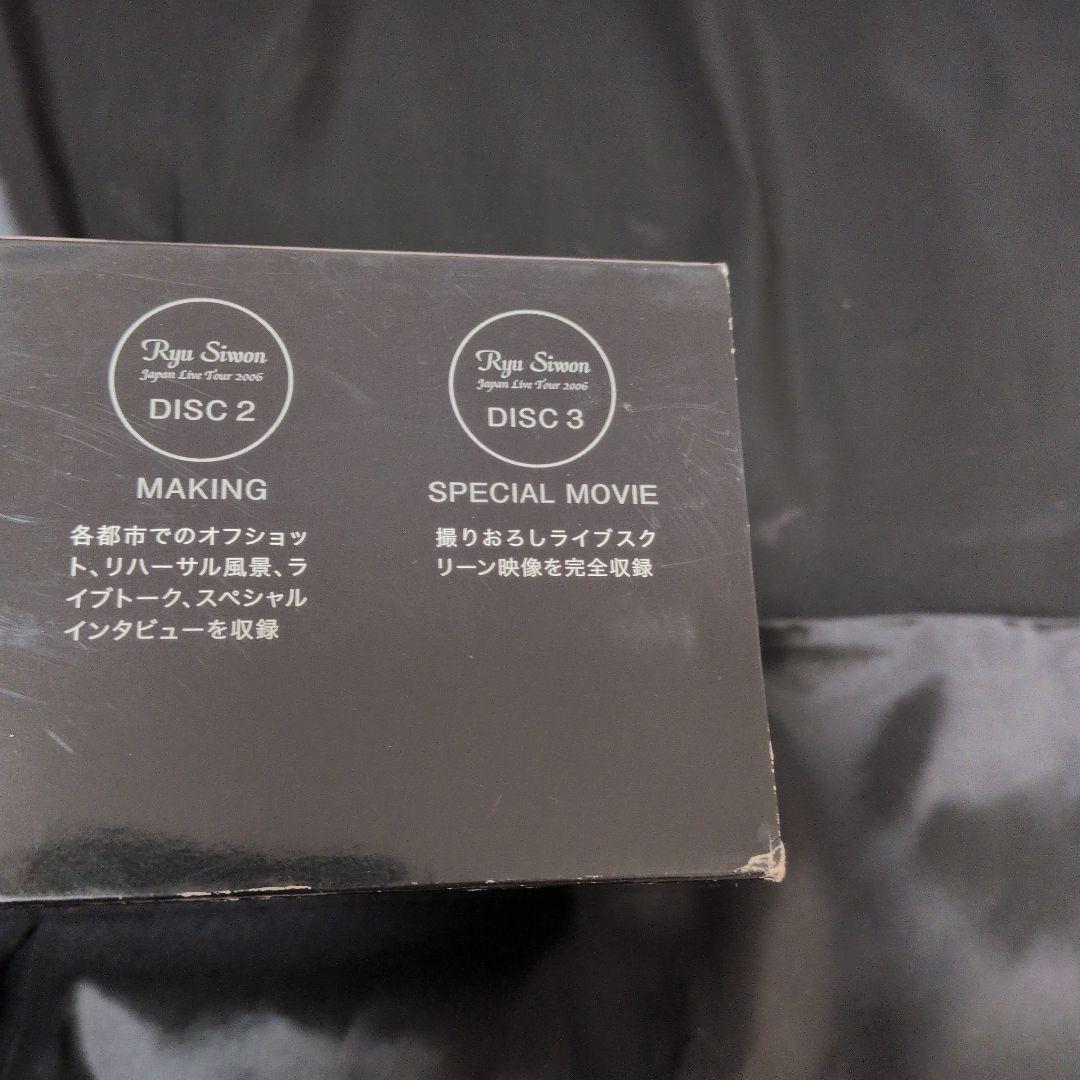 Ryu Siwon
Japan Live Tour 2006
DISC 2
MAKING
各都市でのオフショッ
ト、リハーサル風景、ラ
イブトーク、スペシャル
インタビューを収録
Ryu Siwon
Japan Live Tour 2006
DISC 3
SPECIAL MOVIE
撮りおろしライブスク
リーン映像を完全収録